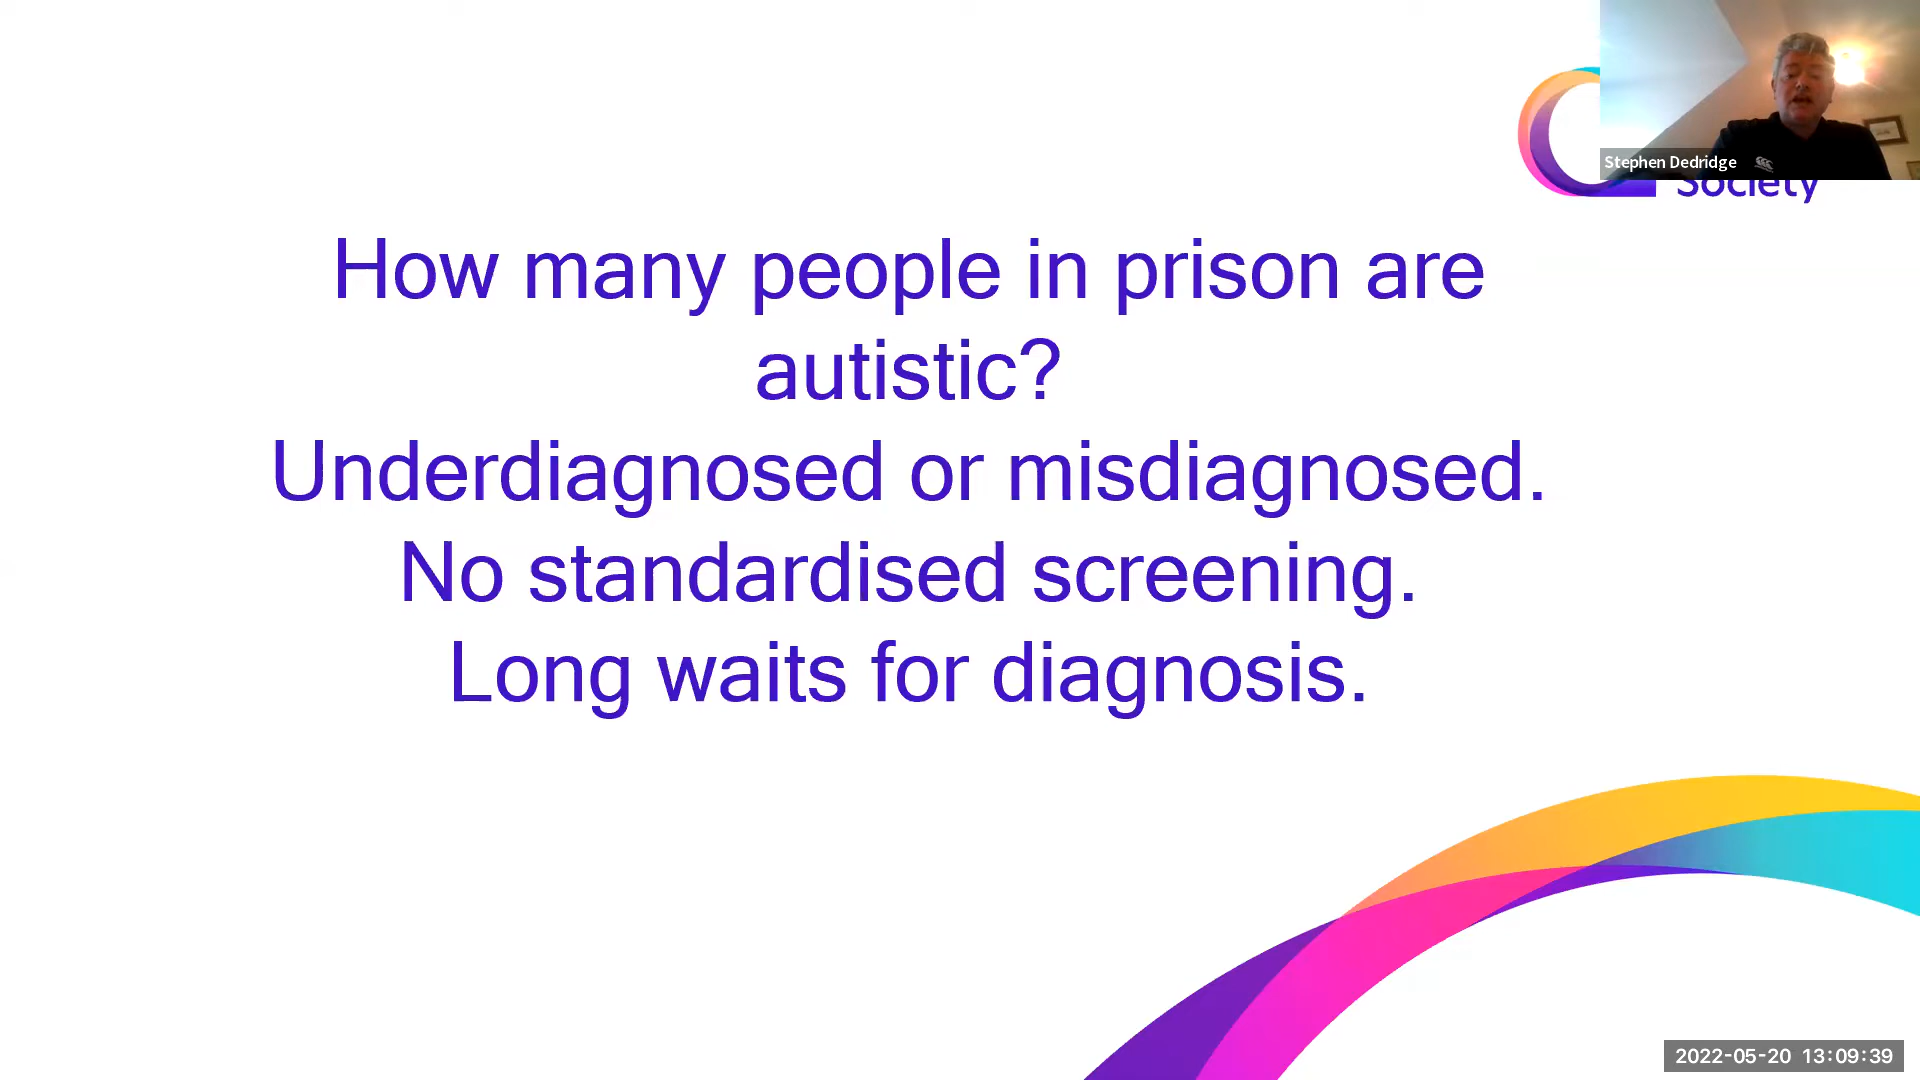 Stephen Dedridge
Society
How many people in prison are
autistic?
Underdiagnosed or misdiagnosed.
No standardised screening.
Long waits for diagnosis.
2022-05-20 13:09:39